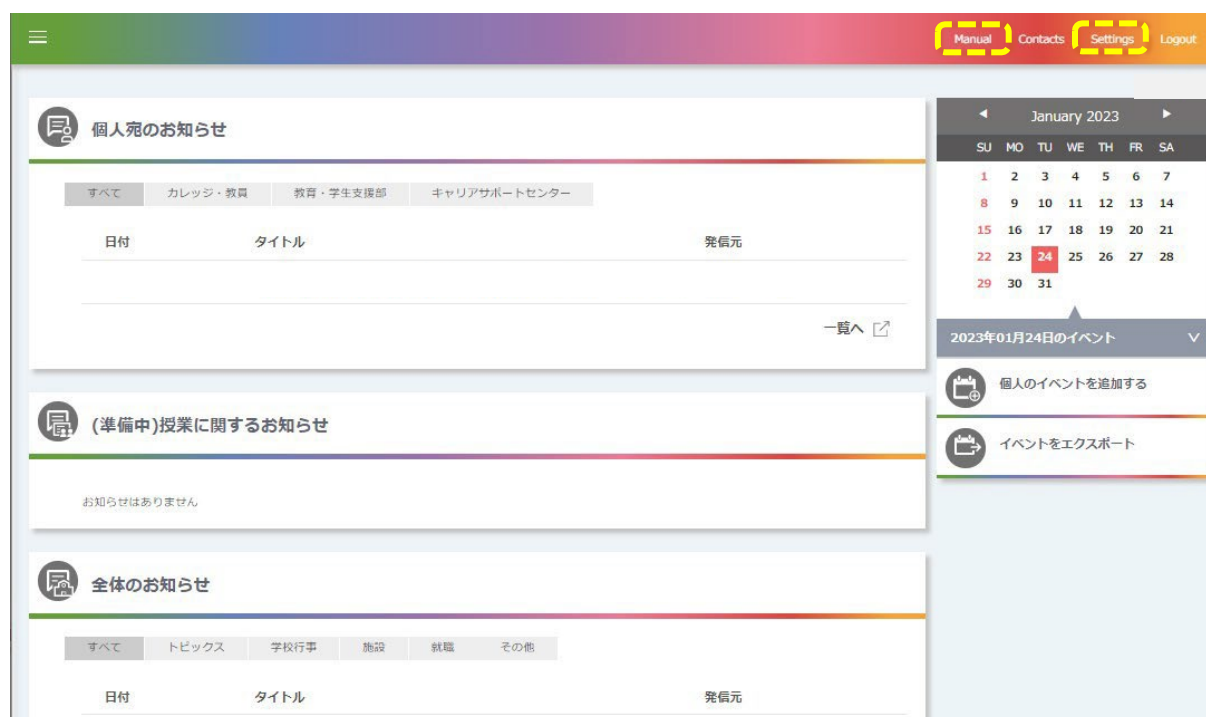 Manual Contacts Settings Logout
個人宛のお知らせ
すべて カレッジ・教員 教育・学生支援部 キャリアサポートセンター
日付 タイトル 発信元
一覧へ
(準備中)授業に関するお知らせ
お知らせはありません
全体のお知らせ
すべて トピックス 学校行事 施設 就職 その他
日付 タイトル 発信元
January 2023
SU MO TU WE TH FR SA
1 2 3 4 5 6 7
8 9 10 11 12 13 14
15 16 17 18 19 20 21
22 23 24 25 26 27 28
29 30 31
2023年01月24日のイベント
個人のイベントを追加する
イベントをエクスポート